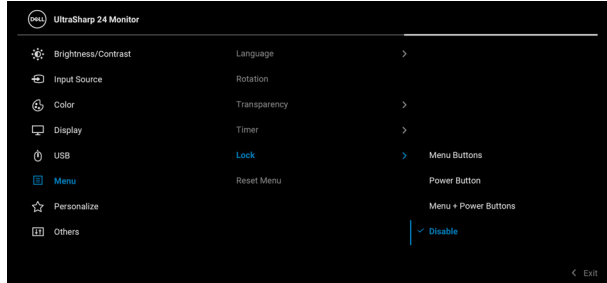 DELL UltraSharp 24 Monitor
Brightness/Contrast
Input Source
Color
Display
USB
Menu
Personalize
Others
Language
Rotation
Transparency
Timer
Lock
Reset Menu
Menu Buttons
Power Button
Menu + Power Buttons
Disable
Exit